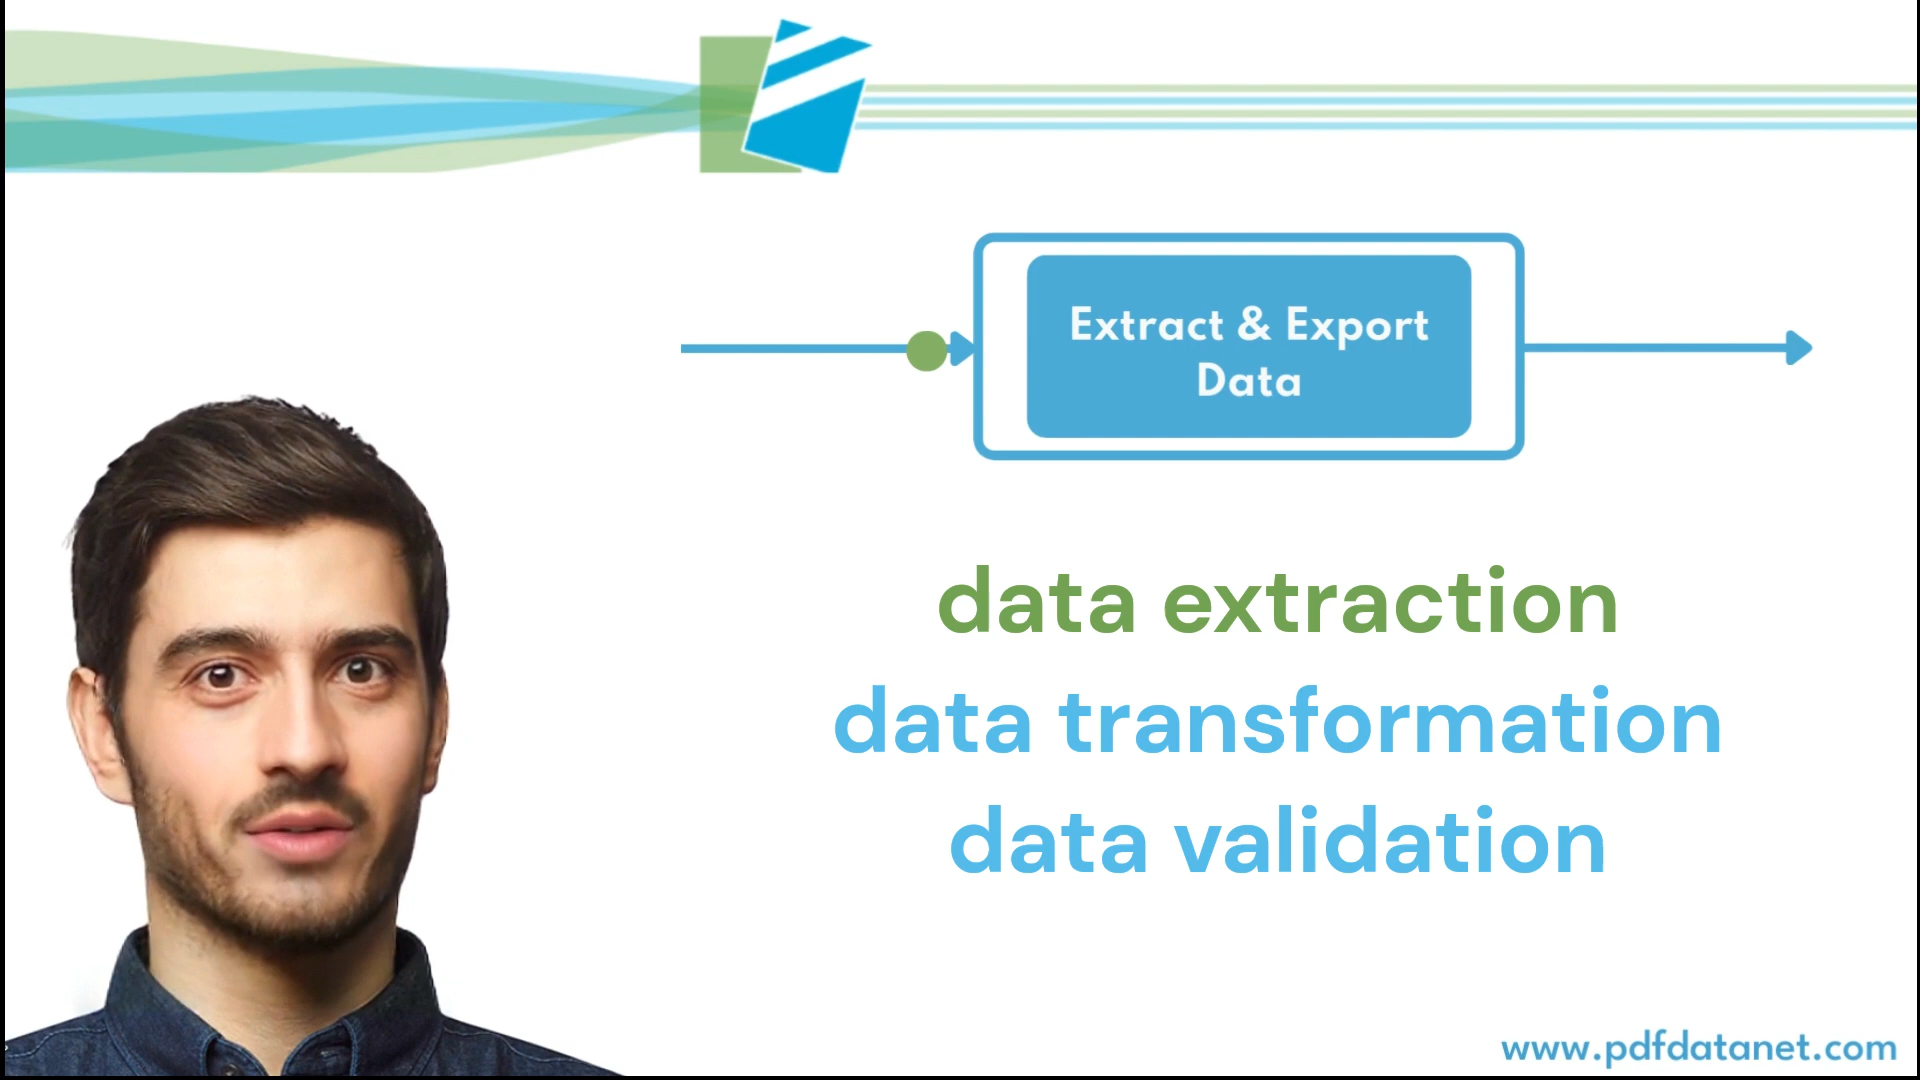 Extract & Export
Data
data extraction
data transformation
data validation
www.pdfdatanet.com